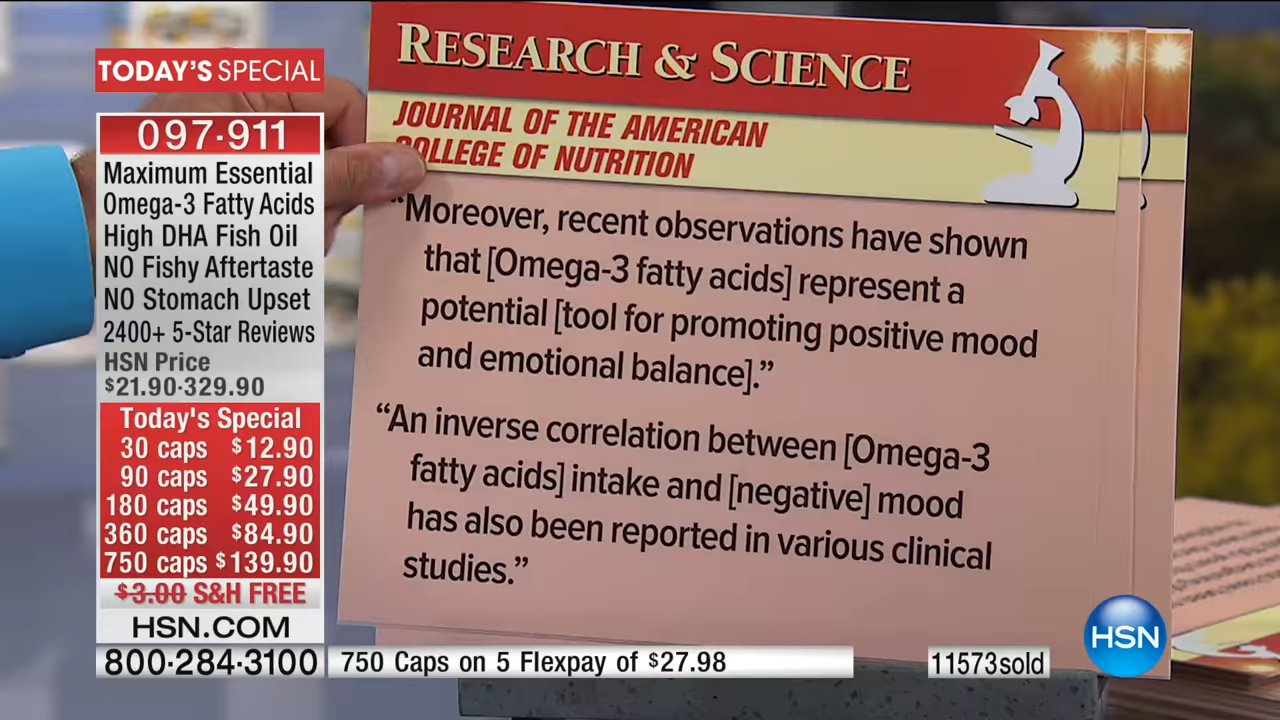 TODAY'S SPECIAL
097-911
Maximum Essential
Omega-3 Fatty Acids
High DHA Fish Oil
NO Fishy Aftertaste
NO Stomach Upset
2400+ 5-Star Reviews
HSN Price
$21.90-329.90
Today's Special
30 caps $12.90
90 caps $27.90
180 caps $49.90
360 caps $84.90
750 caps $139.90
$3.00 S&H FREE
HSN.COM
800-284-3100
RESEARCH & SCIENCE
JOURNAL OF THE AMERICAN
COLLEGE OF NUTRITION
“Moreover, recent observations have shown
that [Omega-3 fatty acids] represent a
potential [tool for promoting positive mood
and emotional balance].”
“An inverse correlation between [Omega-3
fatty acids] intake and [negative] mood
has also been reported in various clinical
studies.”
HSN
750 Caps on 5 Flexpay of $27.98
11573sold